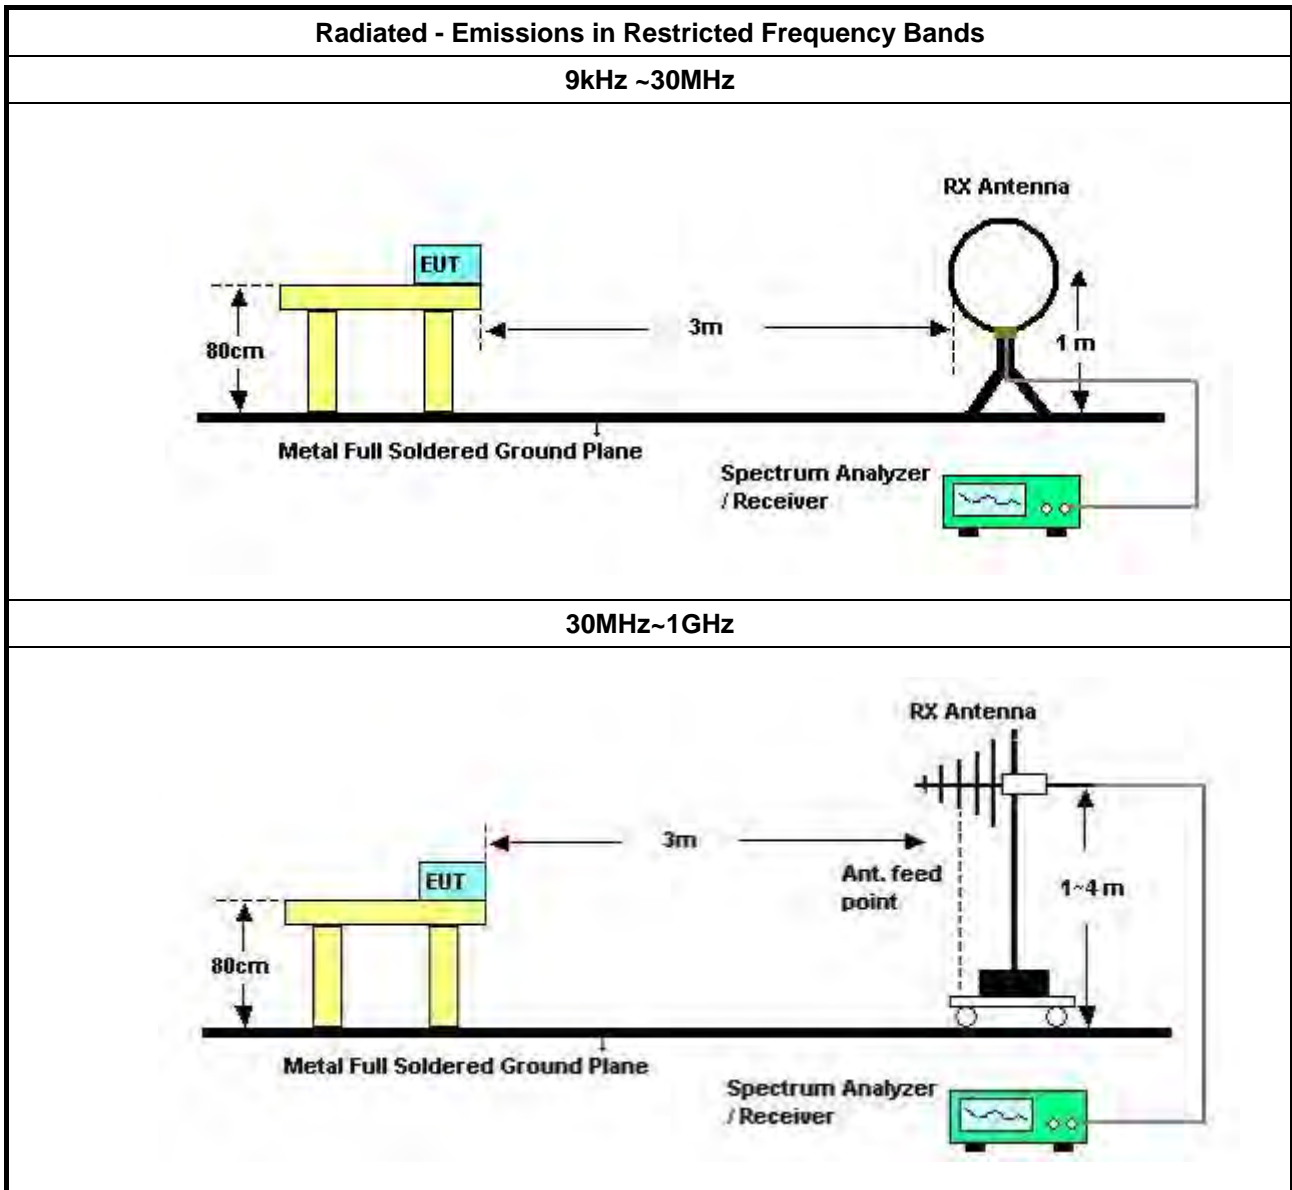 Radiated - Emissions in Restricted Frequency Bands
9kHz ~30MHz
RX Antenna
EUT
3m
80cm
1 m
Metal Full Soldered Ground Plane
Spectrum Analyzer
/ Receiver
30MHz~1GHz
RX Antenna
3m
EUT
Ant. feed
point
1~4 m
80cm
Metal Full Soldered Ground Plane
Spectrum Analyzer
/ Receiver